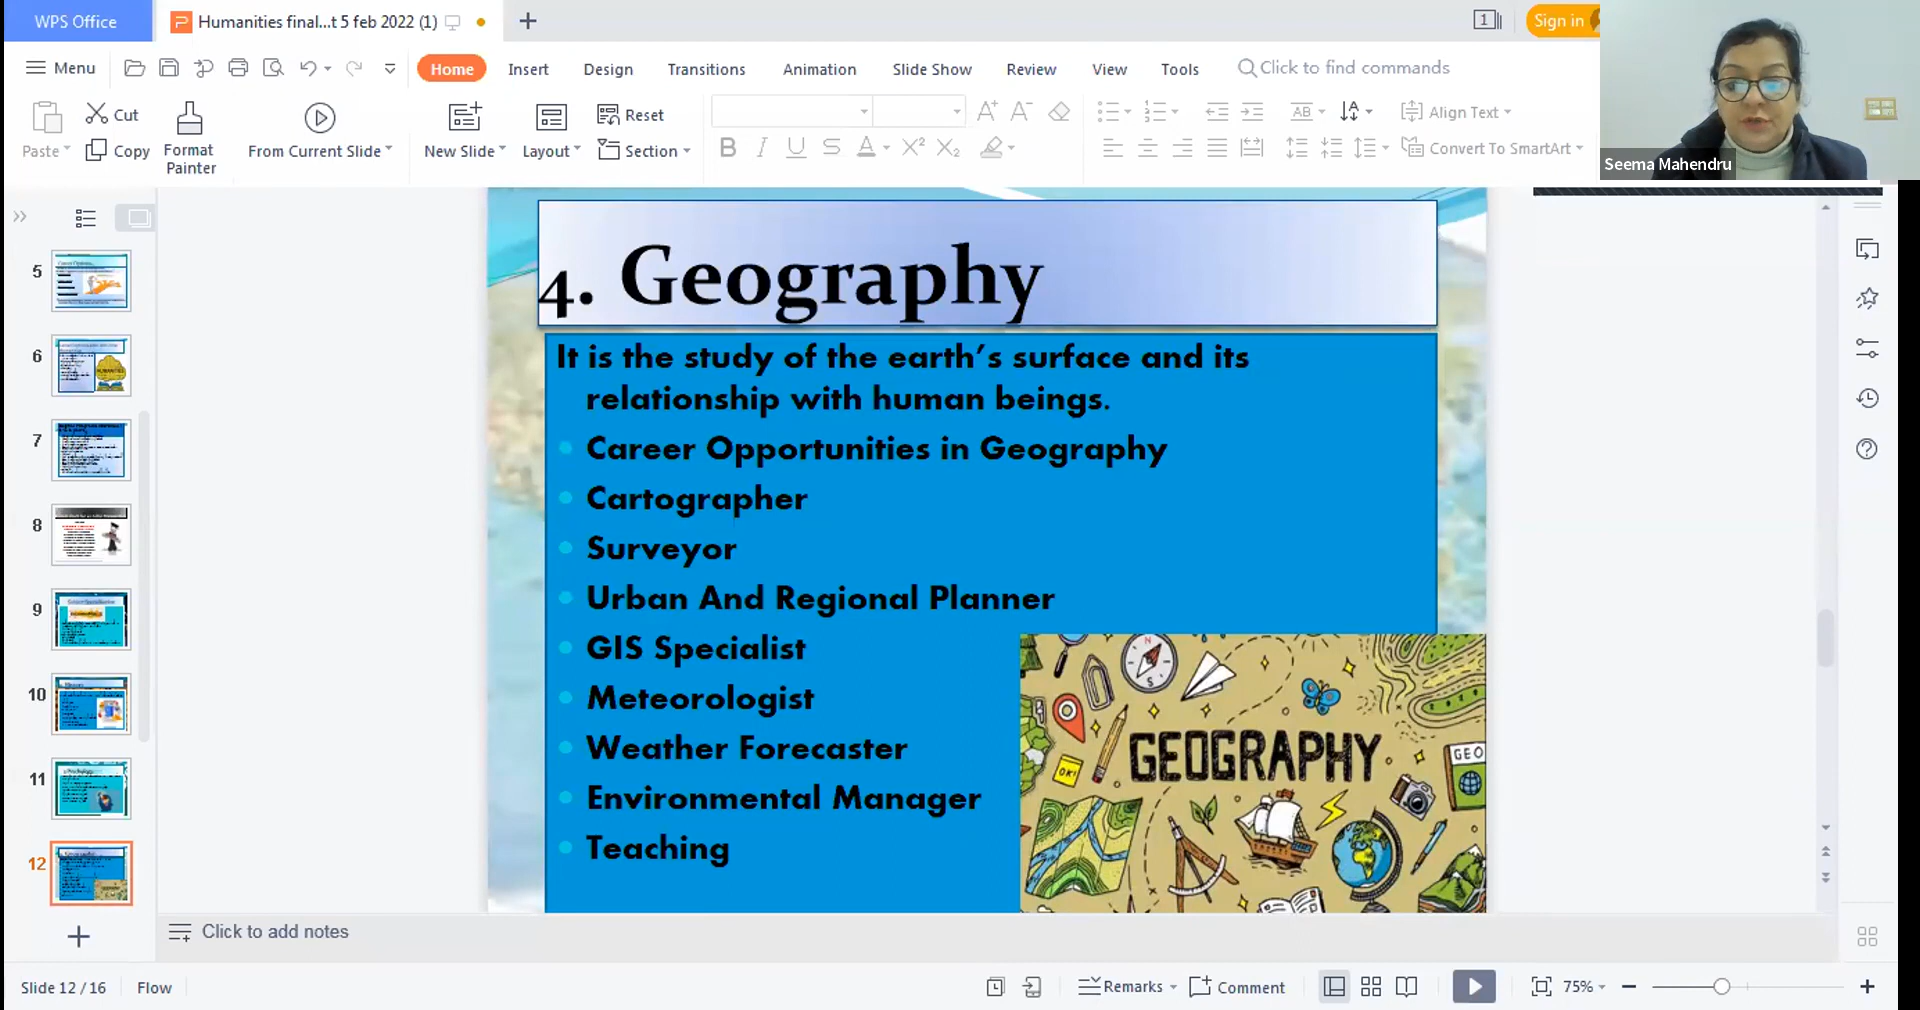 WPS Office
Humanities final...t 5 feb 2022 (1)
1
Sign in
Menu
Home
Insert
Design
Transitions
Animation
Slide Show
Review
View
Tools
Click to find commands
Paste
Cut
Copy
Format
Painter
From Current Slide
New Slide
Layout
Reset
Section
Align Text
Convert To SmartArt
Seema Mahendru
4. Geography
It is the study of the earth's surface and its
relationship with human beings.
Career Opportunities in Geography
Cartographer
Surveyor
Urban And Regional Planner
GIS Specialist
Meteorologist
Weather Forecaster
Environmental Manager
Teaching
N
S
OK!
GEOGRAPHY
GEO
5
6
7
8
9
10
11
12
Click to add notes
Slide 12 / 16
Flow
Remarks
Comment
75%